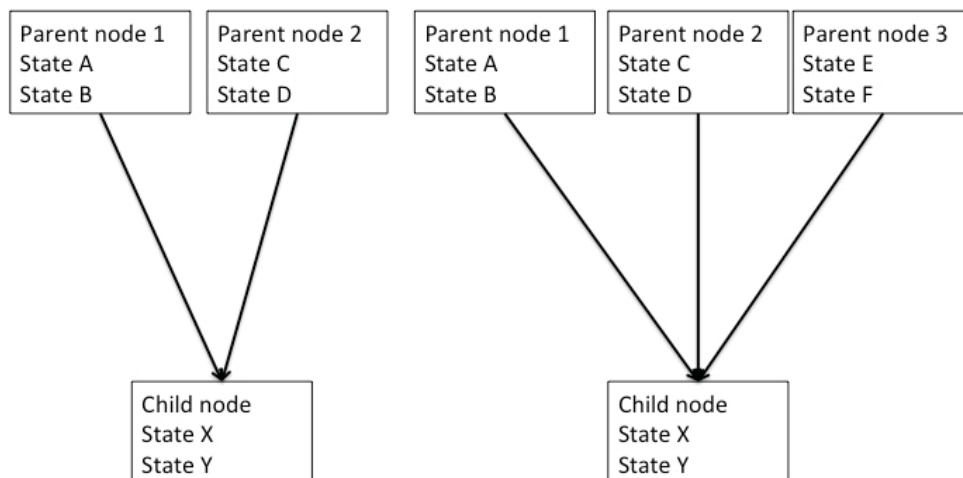 Parent node 1
State A
State B
Parent node 2
State C
State D
Parent node 1
State A
State B
Parent node 2
State C
State D
Parent node 3
State E
State F
Child node
State X
State Y
Child node
State X
State Y